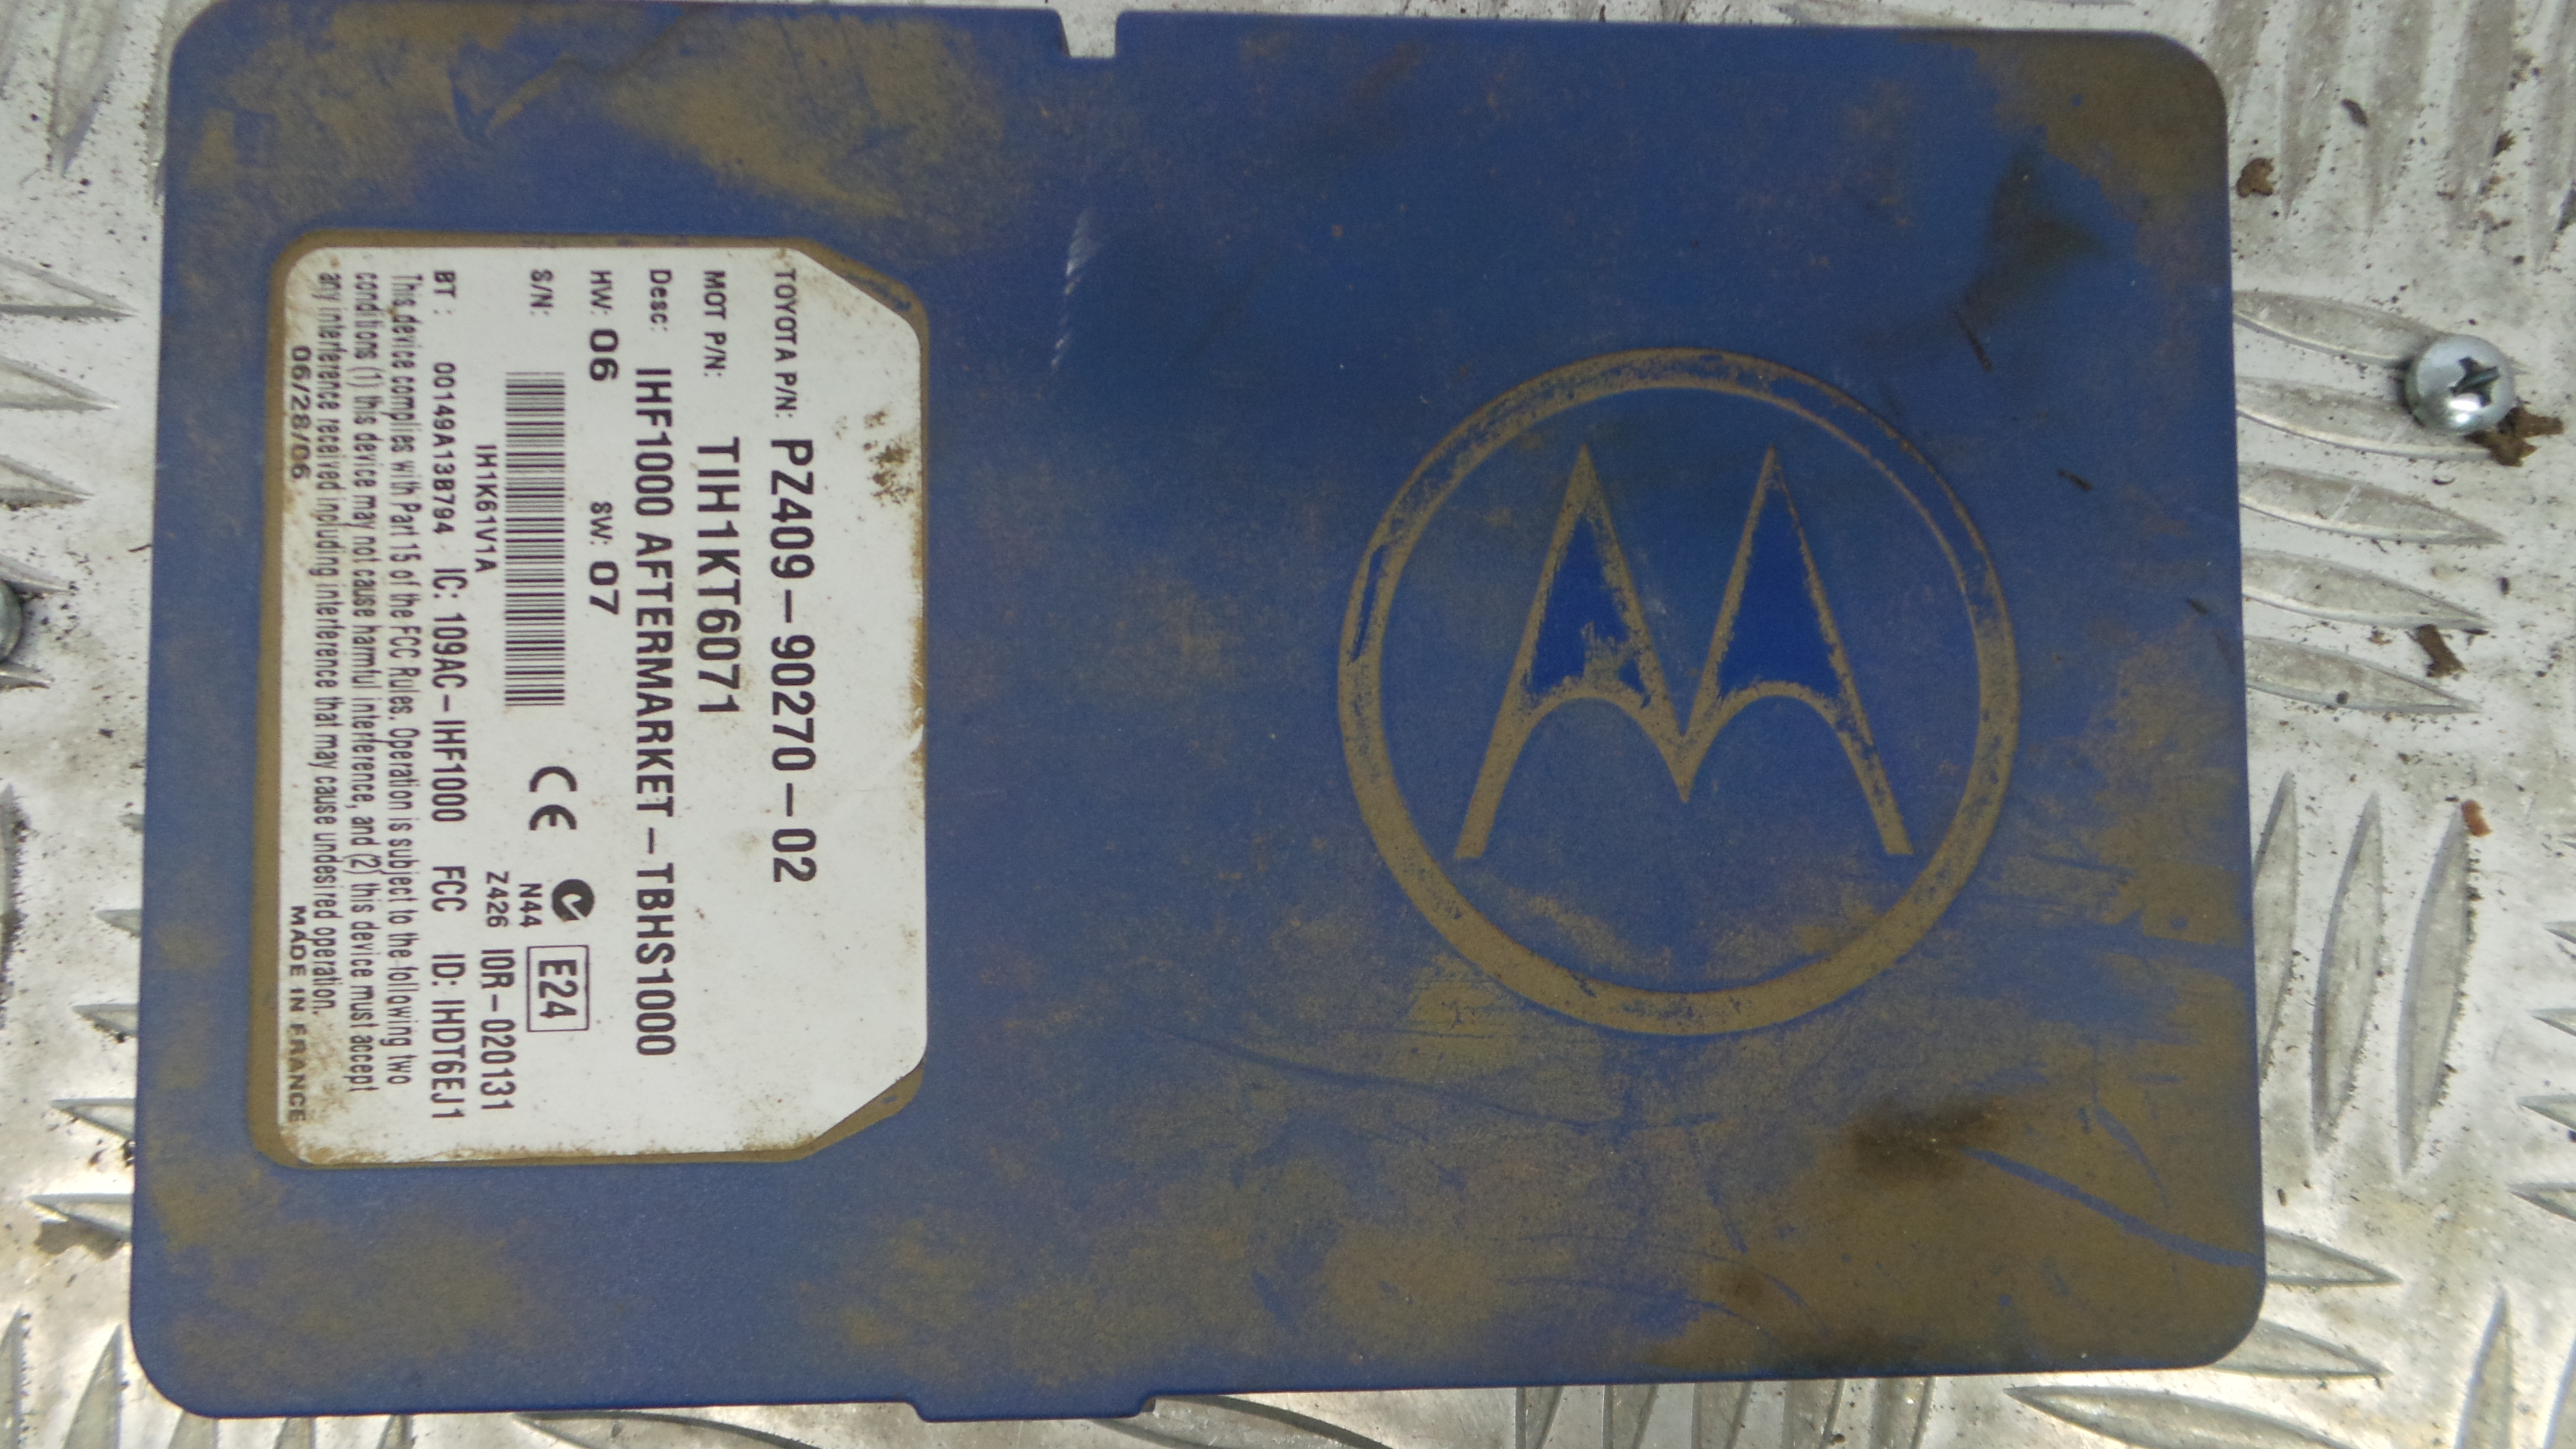 TOYOTA P/N: PZ409-90270-02
MOT P/N: TIH1KT6071
Desc: IHF1000 AFTERMARKET-TBHS1000
HW: 06 SW: 07
S/N:
CE N44 E24
IH1K61V1A Z426 10R-020131
BT : 00149A13B794 IC: 109AC-IHF1000 FCC ID: IHDT6EJ1
This device complies with Part 15 of the FCC Rules. Operation is subject to the following two
conditions (1) this device may not cause harmful interference, and (2) this device must accept
any interference received including interference that may cause undesired operation.
06/28/06 MADE IN FRANCE